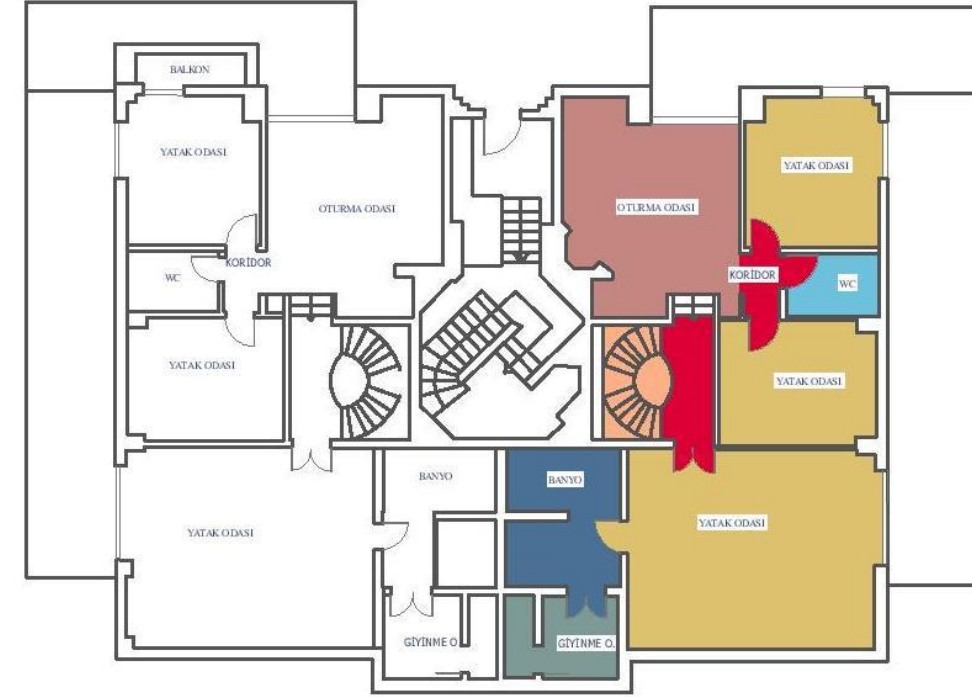 BALKON
YATAK ODASI
YATAK ODASI
OTURMA ODASI
OTURMA ODASI
KORİDOR
KORİDOR
WC
WC
YATAK ODASI
YATAK ODASI
BANYO
BANYO
YATAK ODASI
YATAK ODASI
GİYİNME O.
GİYİNME O.